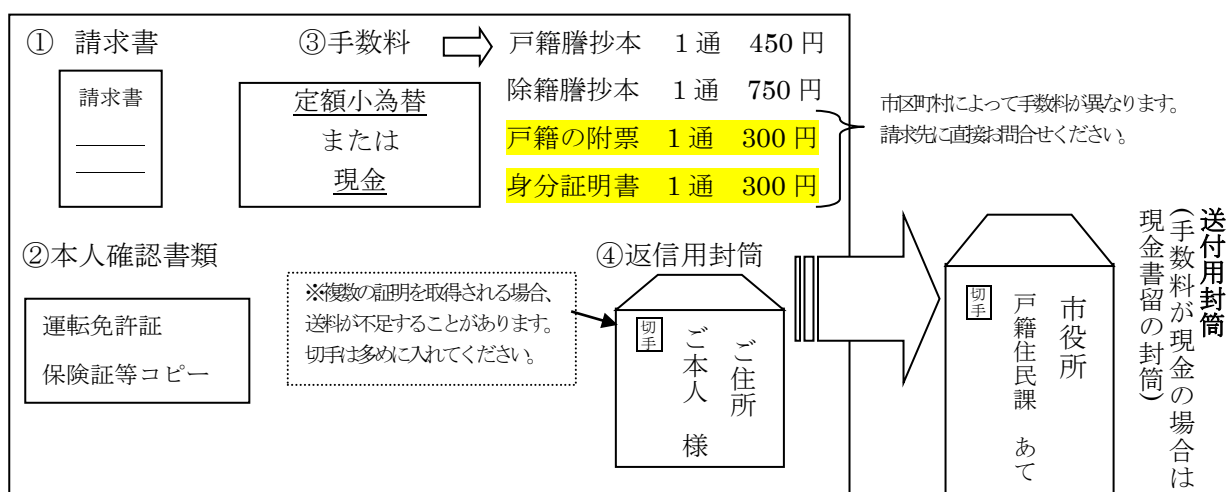 ① 請求書
請求書
③手数料
定額小為替
または
現金
戸籍謄抄本 1通 450円
除籍謄抄本 1通 750円
戸籍の附票 1通 300円
身分証明書 1通 300円
市区町村によって手数料が異なります。
請求先に直接お問合せください。
②本人確認書類
運転免許証
保険証等コピー
※複数の証明を取得される場合、
送料が不足することがあります。
切手は多めに入れてください。
④返信用封筒
切手
ご住所
ご本人 様
切手
市役所
戸籍住民課 あて
送付用封筒
(手数料が現金の場合は
現金書留の封筒)